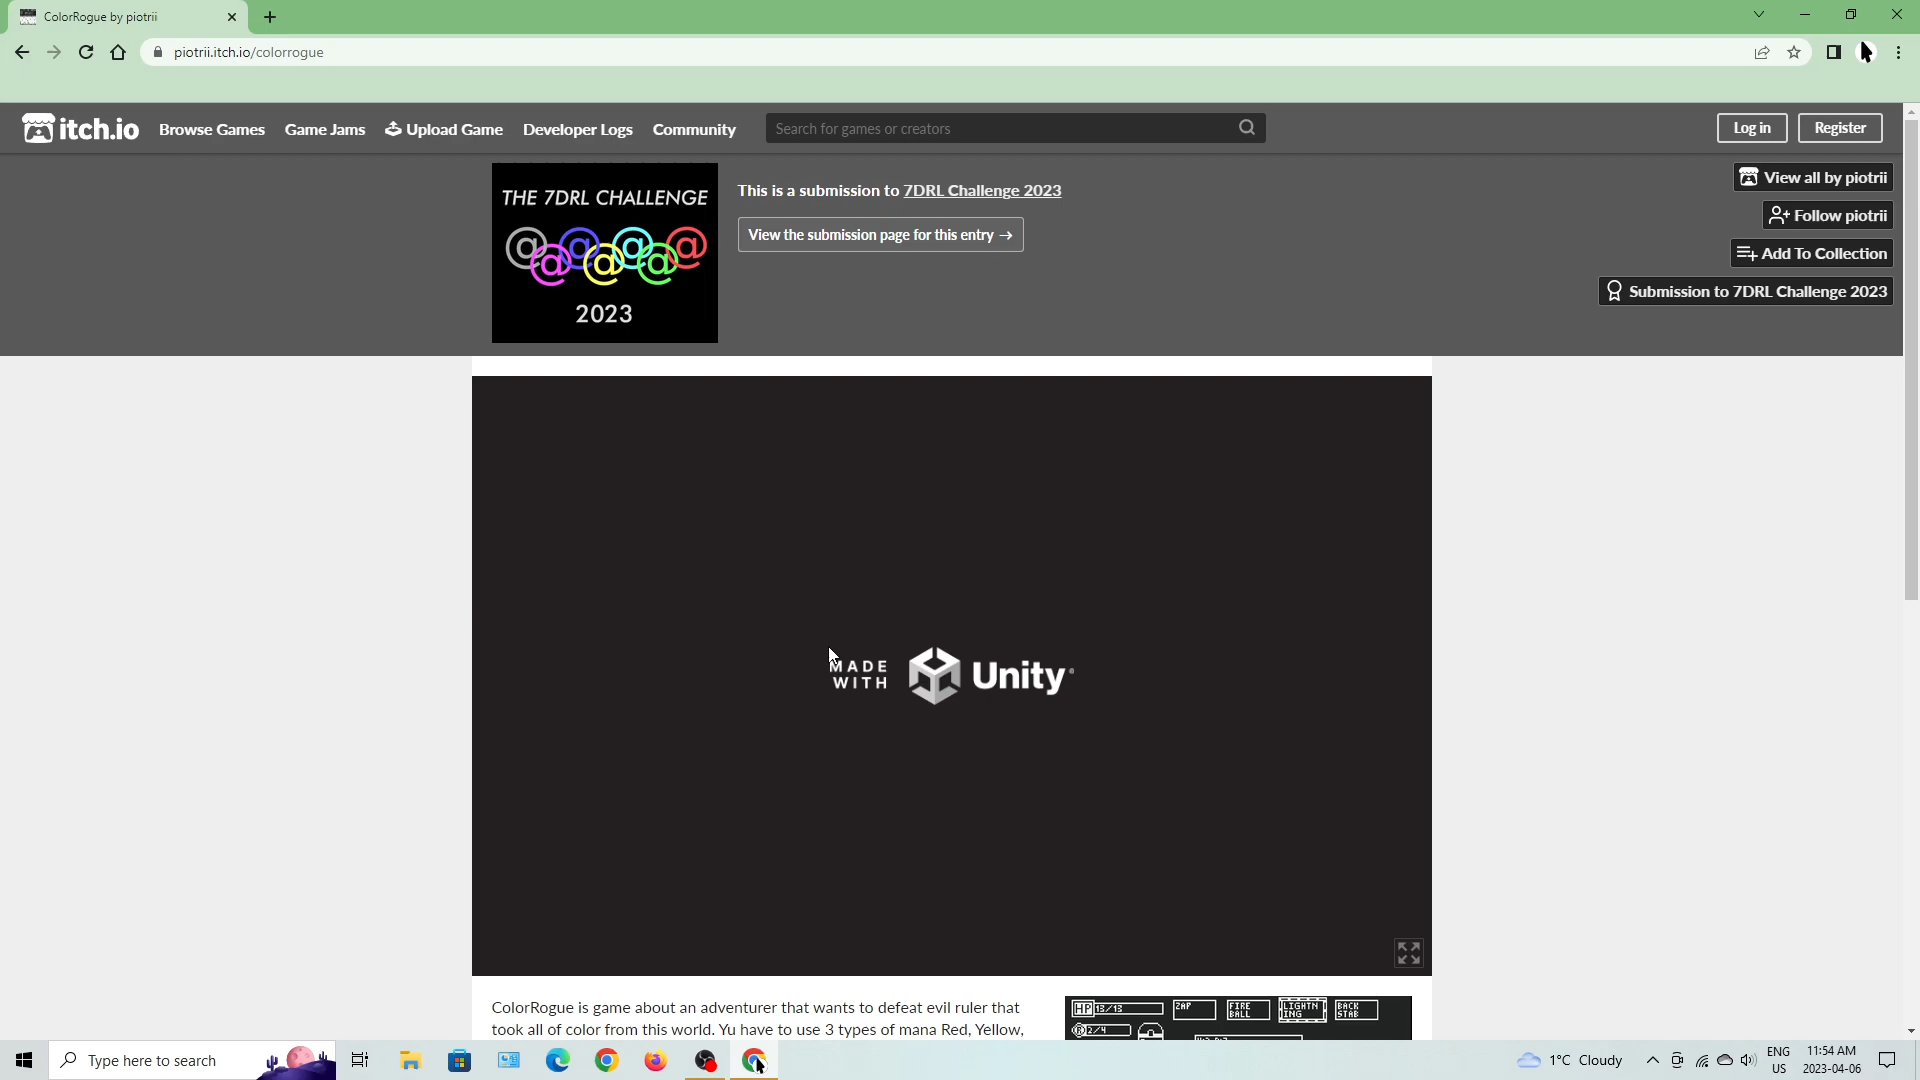 ColorRogue by piotrii
piotrii.itch.io/colorrogue
itch.io Browse Games Game Jams Upload Game Developer Logs Community Search for games or creators Log in Register
THE 7DRL CHALLENGE
@@@@@@@
2023
This is a submission to 7DRL Challenge 2023
View the submission page for this entry →
View all by piotrii
Follow piotrii
Add To Collection
Submission to 7DRL Challenge 2023
MADE
WITH
Unity
ColorRogue is game about an adventurer that wants to defeat evil ruler that
took all of color from this world. Yu have to use 3 types of mana Red, Yellow,
HP 13/13 ZAP FIRE BALL LIGHTN ING BACK STAB
2/4
Type here to search
1°C Cloudy
ENG
US
11:54 AM
2023-04-06